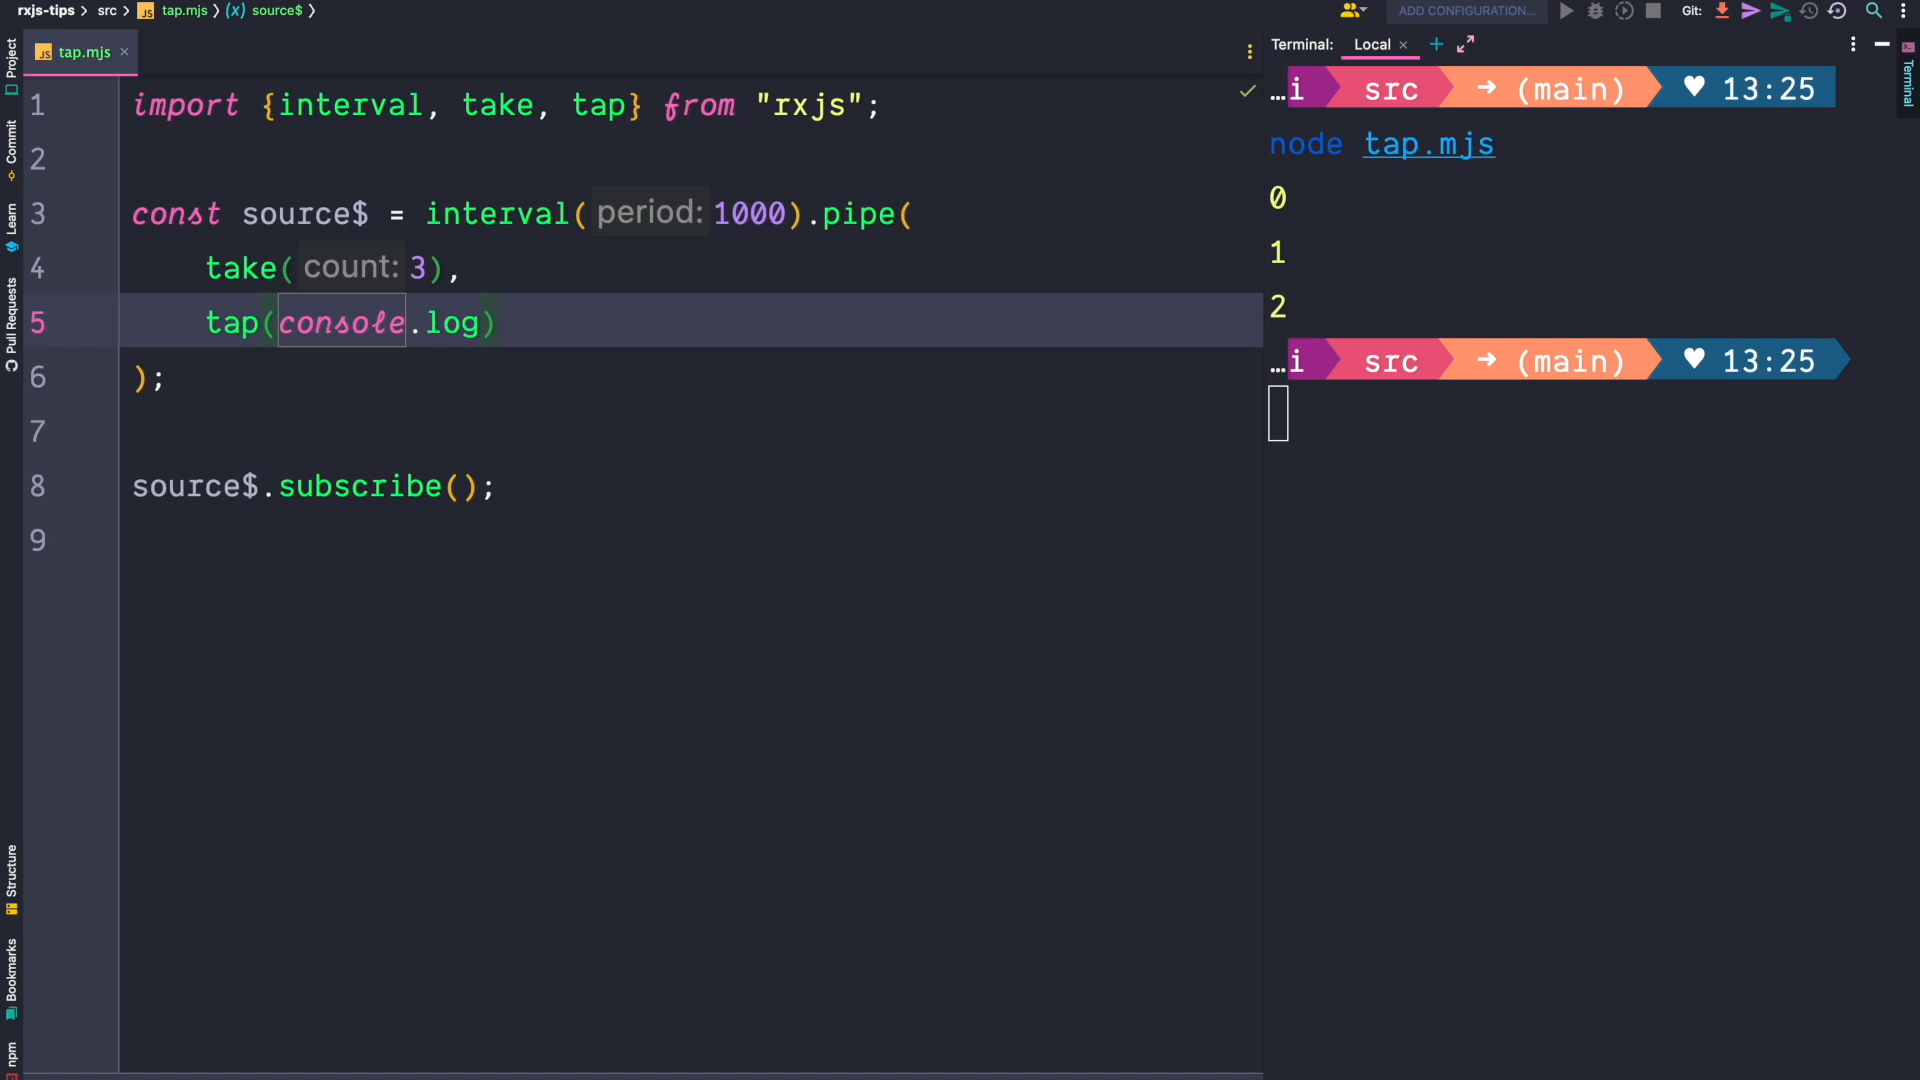 rxjs-tips src JS tap.mjs (x) source$
ADD CONFIGURATION... Git:
Project
Commit
Learn
Pull Requests
Structure
Bookmarks
npm
JS tap.mjs
1 import {interval, take, tap} from "rxjs";
2
3 const source$ = interval( period: 1000).pipe(
4 take( count: 3),
5 tap(console.log)
6 );
7
8 source$.subscribe();
9
Terminal: Local
Terminal
…i src → (main) ♥ 13:25
node tap.mjs
0
1
2
…i src → (main) ♥ 13:25